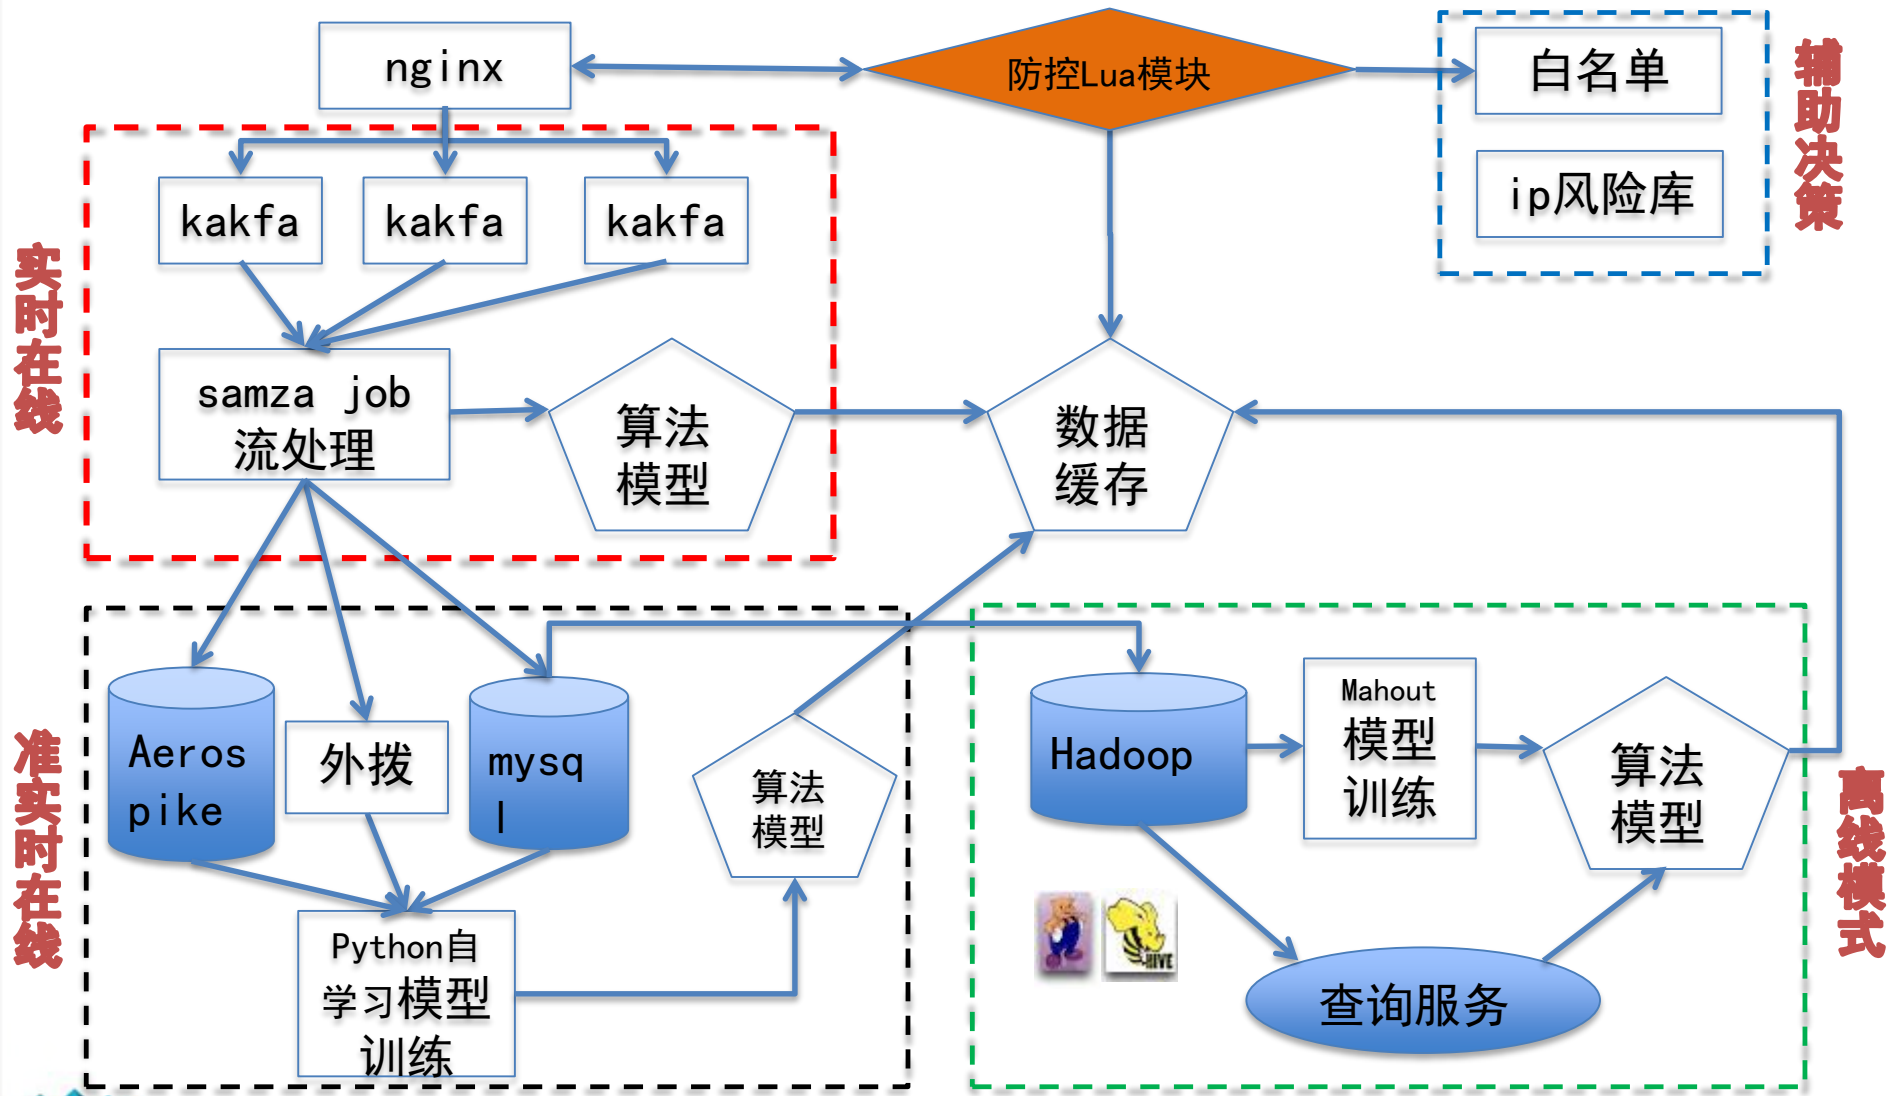 nginx
防控Lua模块
白名单
ip风险库
辅助决策
kakfa
kakfa
kakfa
实时在线
samza job
流处理
算法
模型
数据
缓存
Aeros
pike
外拨
mysq
l
算法
模型
Python自
学习模型
训练
准实时在线
Hadoop
Mahout
模型
训练
算法
模型
HIVE
查询服务
离线模式